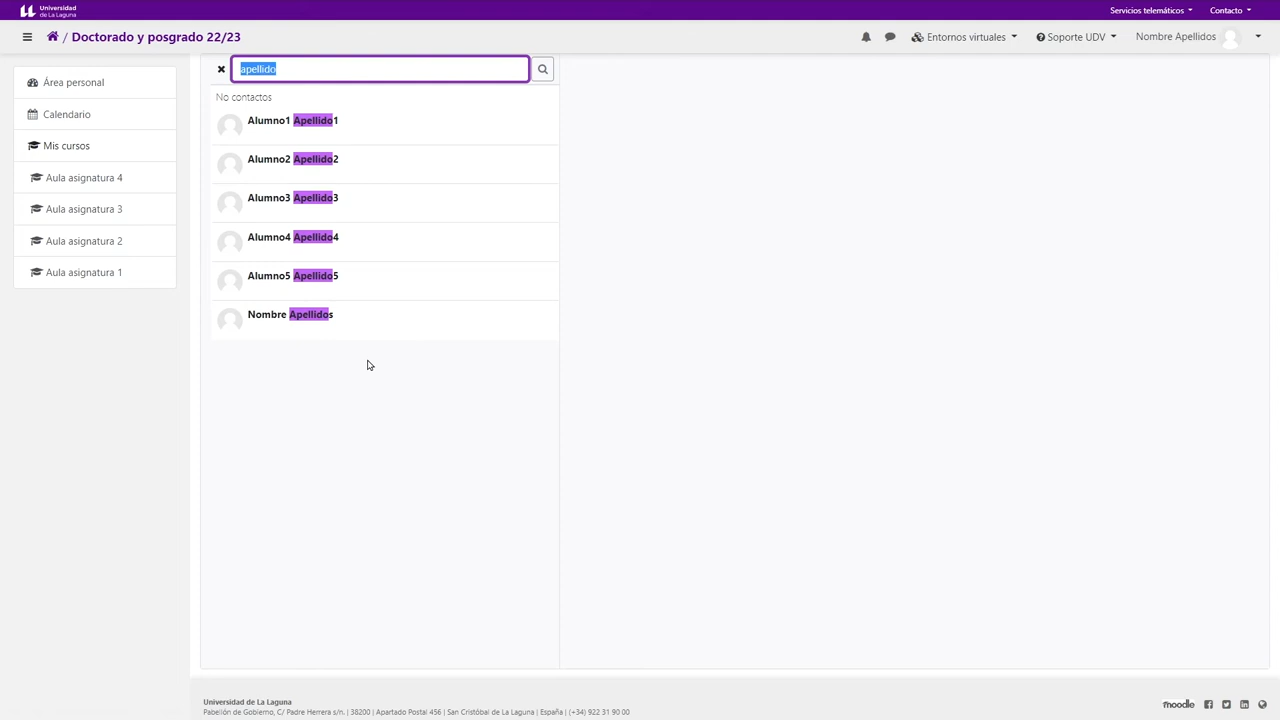 Universidad
de La Laguna
Servicios telemáticos
Contacto
/ Doctorado y posgrado 22/23
Entornos virtuales
Soporte UDV
Nombre Apellidos
Área personal
Calendario
Mis cursos
Aula asignatura 4
Aula asignatura 3
Aula asignatura 2
Aula asignatura 1
apellido
No contactos
Alumno1 Apellido1
Alumno2 Apellido2
Alumno3 Apellido3
Alumno4 Apellido4
Alumno5 Apellido5
Nombre Apellidos
Universidad de La Laguna
Pabellón de Gobierno, C/ Padre Herrera s/n. | 38200 | Apartado Postal 456 | San Cristóbal de La Laguna | España | (+34) 922 31 90 00
moodle